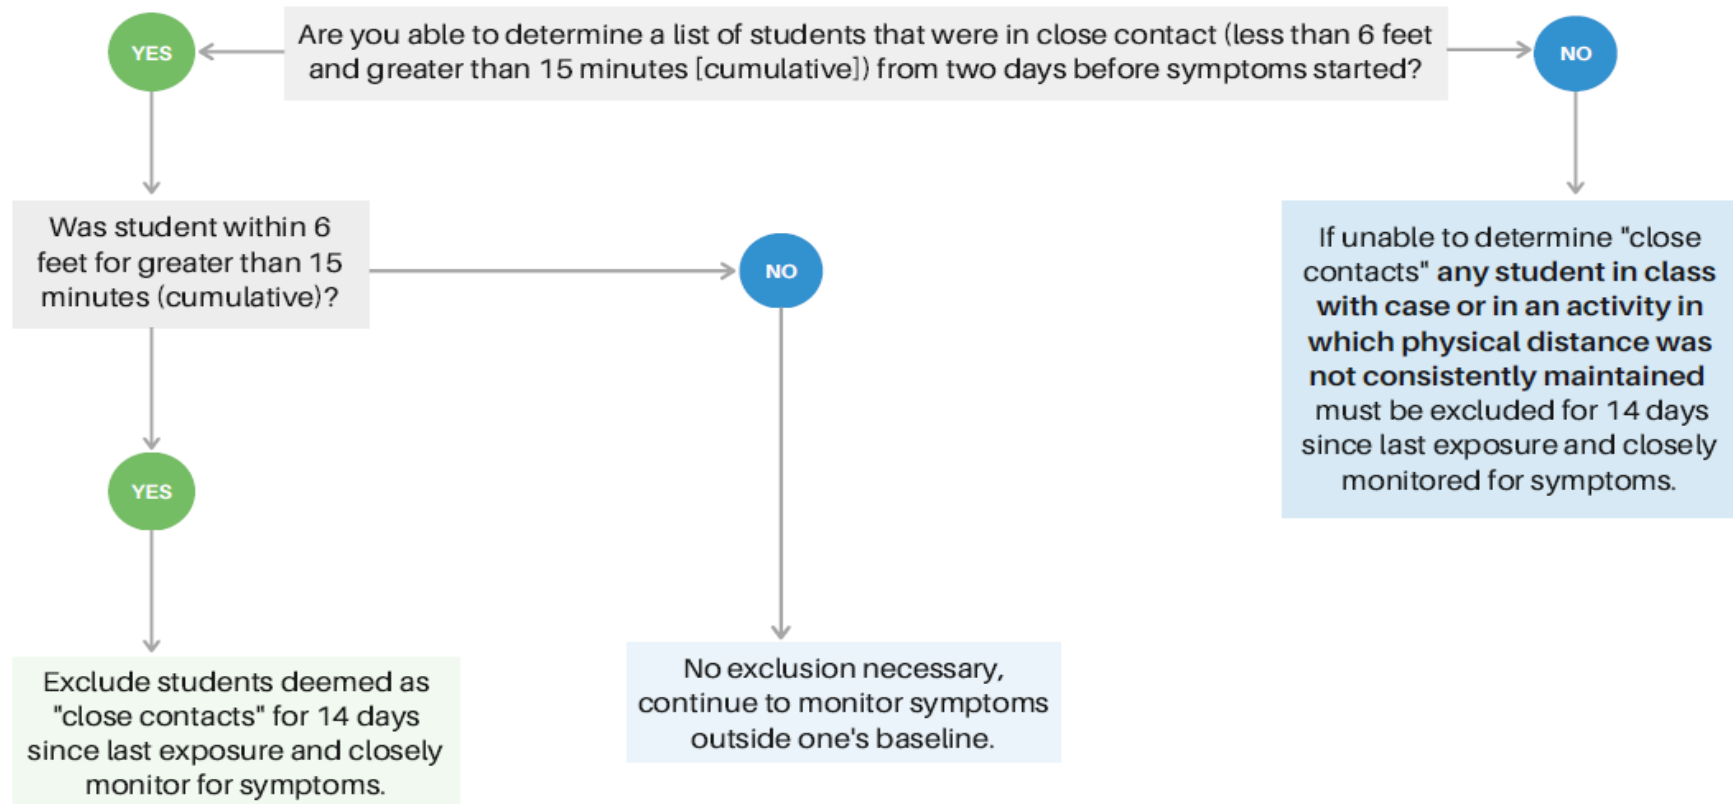 YES
Are you able to determine a list of students that were in close contact (less than 6 feet
and greater than 15 minutes [cumulative]) from two days before symptoms started?
NO
Was student within 6
feet for greater than 15
minutes (cumulative)?
NO
If unable to determine "close
contacts" any student in class
with case or in an activity in
which physical distance was
not consistently maintained
must be excluded for 14 days
since last exposure and closely
monitored for symptoms.
YES
Exclude students deemed as
"close contacts" for 14 days
since last exposure and closely
monitor for symptoms.
No exclusion necessary,
continue to monitor symptoms
outside one's baseline.